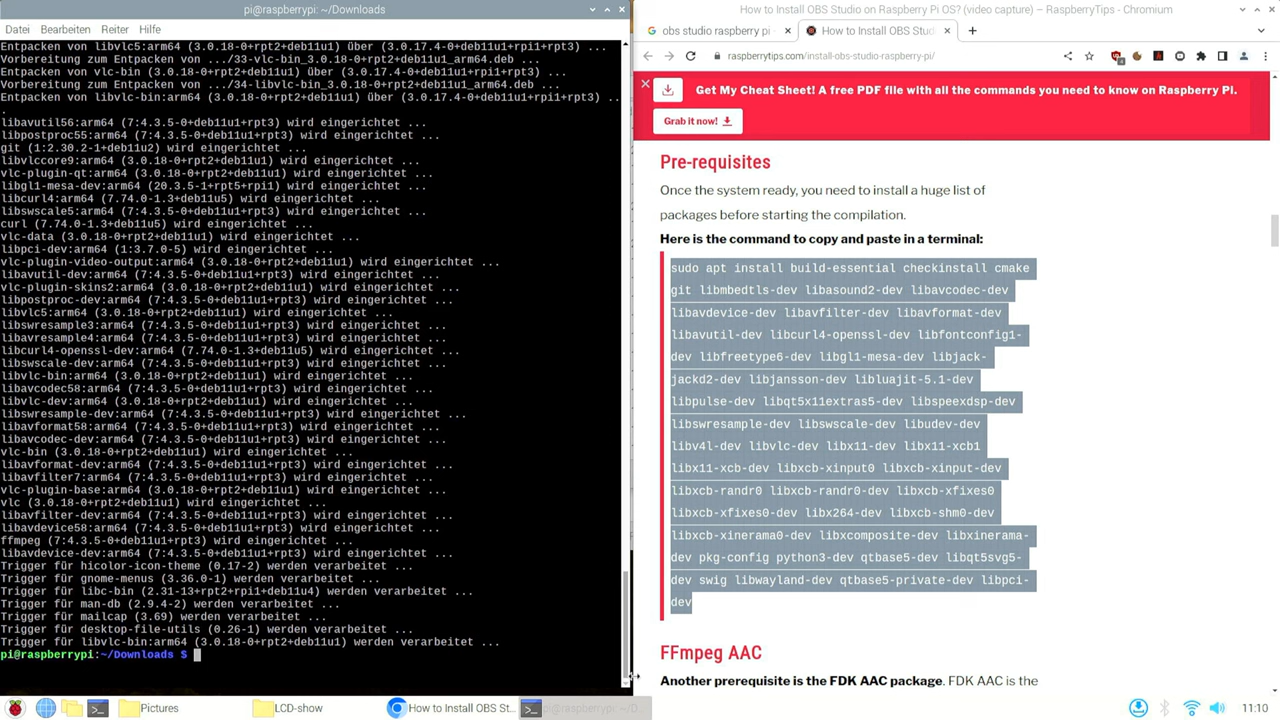 pi@raspberrypi: ~/Downloads
Datei Bearbeiten Reiter Hilfe
Entpacken von libvlc5:arm64 (3.0.18-0+rpt2+deb11u1) über (3.0.17.4-0+deb11u1+rpi1+rpt3) ...
Vorbereitung zum Entpacken von .../33-vlc-bin_3.0.18-0+rpt2+deb11u1_arm64.deb ...
Entpacken von vlc-bin (3.0.18-0+rpt2+deb11u1) über (3.0.17.4-0+deb11u1+rpi1+rpt3) ...
Vorbereitung zum Entpacken von .../34-libvlc-bin_3.0.18-0+rpt2+deb11u1_arm64.deb ...
Entpacken von libvlc-bin:arm64 (3.0.18-0+rpt2+deb11u1) über (3.0.17.4-0+deb11u1+rpi1+rpt3) ..
.
libavutil56:arm64 (7:4.3.5-0+deb11u1+rpt3) wird eingerichtet ...
libpostproc55:arm64 (7:4.3.5-0+deb11u1+rpt3) wird eingerichtet ...
git (1:2.30.2-1+deb11u2) wird eingerichtet ...
libvlccore9:arm64 (3.0.18-0+rpt2+deb11u1) wird eingerichtet ...
vlc-plugin-qt:arm64 (3.0.18-0+rpt2+deb11u1) wird eingerichtet ...
libgl1-mesa-dev:arm64 (20.3.5-1+rpt5+rpi1) wird eingerichtet ...
libcurl4:arm64 (7.74.0-1.3+deb11u5) wird eingerichtet ...
libswscale5:arm64 (7:4.3.5-0+deb11u1+rpt3) wird eingerichtet ...
curl (7.74.0-1.3+deb11u5) wird eingerichtet ...
vlc-data (3.0.18-0+rpt2+deb11u1) wird eingerichtet ...
libpci-dev:arm64 (1:3.7.0-5) wird eingerichtet ...
vlc-plugin-video-output:arm64 (3.0.18-0+rpt2+deb11u1) wird eingerichtet ...
libavutil-dev:arm64 (7:4.3.5-0+deb11u1+rpt3) wird eingerichtet ...
vlc-plugin-skins2:arm64 (3.0.18-0+rpt2+deb11u1) wird eingerichtet ...
libpostproc-dev:arm64 (7:4.3.5-0+deb11u1+rpt3) wird eingerichtet ...
libvlc5:arm64 (3.0.18-0+rpt2+deb11u1) wird eingerichtet ...
libswresample3:arm64 (7:4.3.5-0+deb11u1+rpt3) wird eingerichtet ...
libavresample4:arm64 (7:4.3.5-0+deb11u1+rpt3) wird eingerichtet ...
libcurl4-openssl-dev:arm64 (7.74.0-1.3+deb11u5) wird eingerichtet ...
libswscale-dev:arm64 (7:4.3.5-0+deb11u1+rpt3) wird eingerichtet ...
libvlc-bin:arm64 (3.0.18-0+rpt2+deb11u1) wird eingerichtet ...
libavcodec58:arm64 (7:4.3.5-0+deb11u1+rpt3) wird eingerichtet ...
libvlc-dev:arm64 (3.0.18-0+rpt2+deb11u1) wird eingerichtet ...
libswresample-dev:arm64 (7:4.3.5-0+deb11u1+rpt3) wird eingerichtet ...
libavformat58:arm64 (7:4.3.5-0+deb11u1+rpt3) wird eingerichtet ...
libavcodec-dev:arm64 (7:4.3.5-0+deb11u1+rpt3) wird eingerichtet ...
vlc-bin (3.0.18-0+rpt2+deb11u1) wird eingerichtet ...
libavformat-dev:arm64 (7:4.3.5-0+deb11u1+rpt3) wird eingerichtet ...
libavfilter7:arm64 (7:4.3.5-0+deb11u1+rpt3) wird eingerichtet ...
vlc-plugin-base:arm64 (3.0.18-0+rpt2+deb11u1) wird eingerichtet ...
vlc (3.0.18-0+rpt2+deb11u1) wird eingerichtet ...
libavfilter-dev:arm64 (7:4.3.5-0+deb11u1+rpt3) wird eingerichtet ...
libavdevice58:arm64 (7:4.3.5-0+deb11u1+rpt3) wird eingerichtet ...
ffmpeg (7:4.3.5-0+deb11u1+rpt3) wird eingerichtet ...
libavdevice-dev:arm64 (7:4.3.5-0+deb11u1+rpt3) wird eingerichtet ...
Trigger für hicolor-icon-theme (0.17-2) werden verarbeitet ...
Trigger für gnome-menus (3.36.0-1) werden verarbeitet ...
Trigger für libc-bin (2.31-13+rpt2+rpi1+deb11u4) werden verarbeitet ...
Trigger für man-db (2.9.4-2) werden verarbeitet ...
Trigger für mailcap (3.69) werden verarbeitet ...
Trigger für desktop-file-utils (0.26-1) werden verarbeitet ...
Trigger für libvlc-bin:arm64 (3.0.18-0+rpt2+deb11u1) werden verarbeitet ...
pi@raspberrypi:~/Downloads $
How to Install OBS Studio on Raspberry Pi OS? (video capture) – RaspberryTips - Chromium
obs studio raspberry pi
How to Install OBS Studi
raspberrytips.com/install-obs-studio-raspberry-pi/
4
Get My Cheat Sheet! A free PDF file with all the commands you need to know on Raspberry Pi.
Grab it now!
Pre-requisites
Once the system ready, you need to install a huge list of
packages before starting the compilation.
Here is the command to copy and paste in a terminal:
sudo apt install build-essential checkinstall cmake
git libmbedtls-dev libasound2-dev libavcodec-dev
libavdevice-dev libavfilter-dev libavformat-dev
libavutil-dev libcurl4-openssl-dev libfontconfig1-
dev libfreetype6-dev libgl1-mesa-dev libjack-
jackd2-dev libjansson-dev libluajit-5.1-dev
libpulse-dev libqt5x11extras5-dev libspeexdsp-dev
libswresample-dev libswscale-dev libudev-dev
libv4l-dev libvlc-dev libx11-dev libx11-xcb1
libx11-xcb-dev libxcb-xinput0 libxcb-xinput-dev
libxcb-randr0 libxcb-randr0-dev libxcb-xfixes0
libxcb-xfixes0-dev libx264-dev libxcb-shm0-dev
libxcb-xinerama0-dev libxcomposite-dev libxinerama-
dev pkg-config python3-dev qtbase5-dev libqt5svg5-
dev swig libwayland-dev qtbase5-private-dev libpci-
dev
FFmpeg AAC
Another prerequisite is the FDK AAC package. FDK AAC is the
Pictures
LCD-show
How to Install OBS St...
pi@raspberrypi: ~/D...
11:10